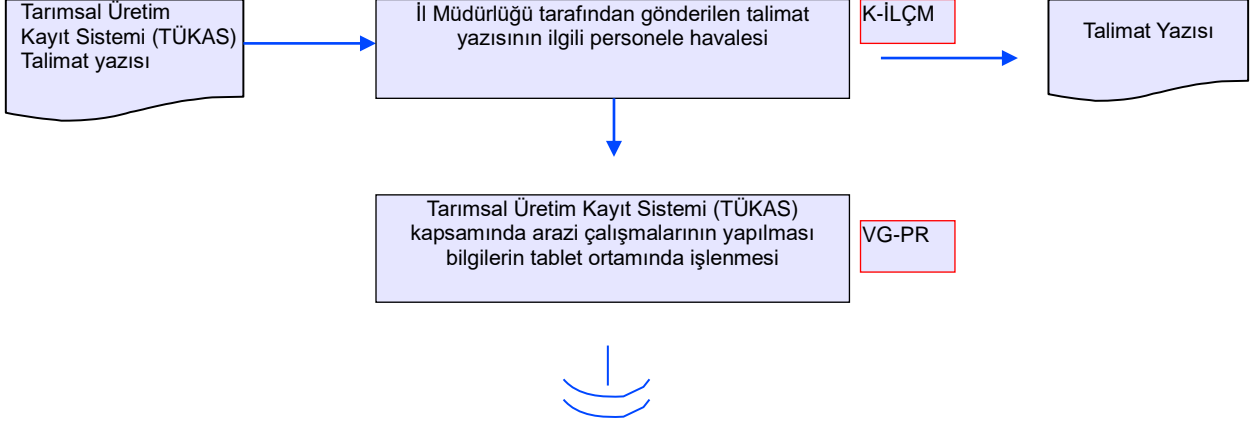 Tarımsal Üretim
Kayıt Sistemi (TÜKAS)
Talimat yazısı
İl Müdürlüğü tarafından gönderilen talimat
yazısının ilgili personele havalesi
K-İLÇM
Talimat Yazısı
Tarımsal Üretim Kayıt Sistemi (TÜKAS)
kapsamında arazi çalışmalarının yapılması
bilgilerin tablet ortamında işlenmesi
VG-PR